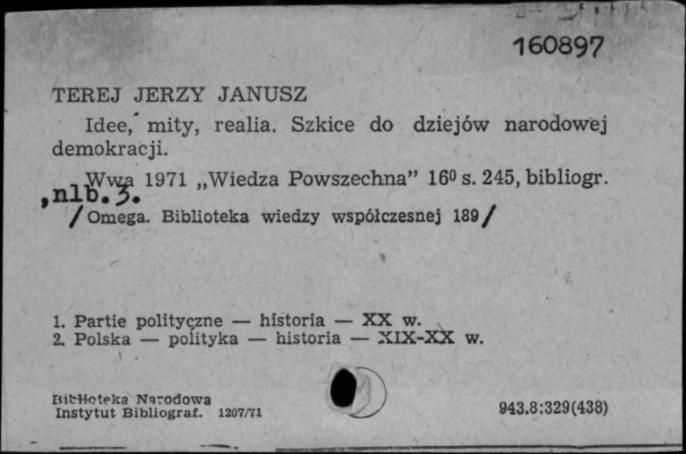 160897
TEREJ JERZY JANUSZ
Idee, mity, realia. Szkice do dziejów narodowej
demokracji.
Wwa 1971 „Wiedza Powszechna” 16⁰ s. 245, bibliogr.
, nlb. 3.
/ Omega. Biblioteka wiedzy współczesnej 189 /
1. Partie polityczne — historia — XX w.
2. Polska — polityka — historia — XIX-XX w.
Biblioteka Narodowa
Instytut Bibliograf. 1207/71
943.8:329(438)